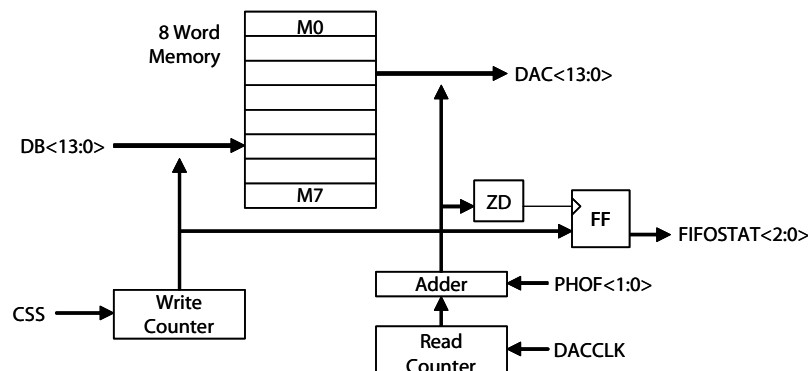 8 Word
Memory
M0
DAC<13:0>
DB<13:0>
M7
ZD
FF
FIFOSTAT<2:0>
Adder
PHOF<1:0>
CSS
Write
Counter
Read
Counter
DACCLK